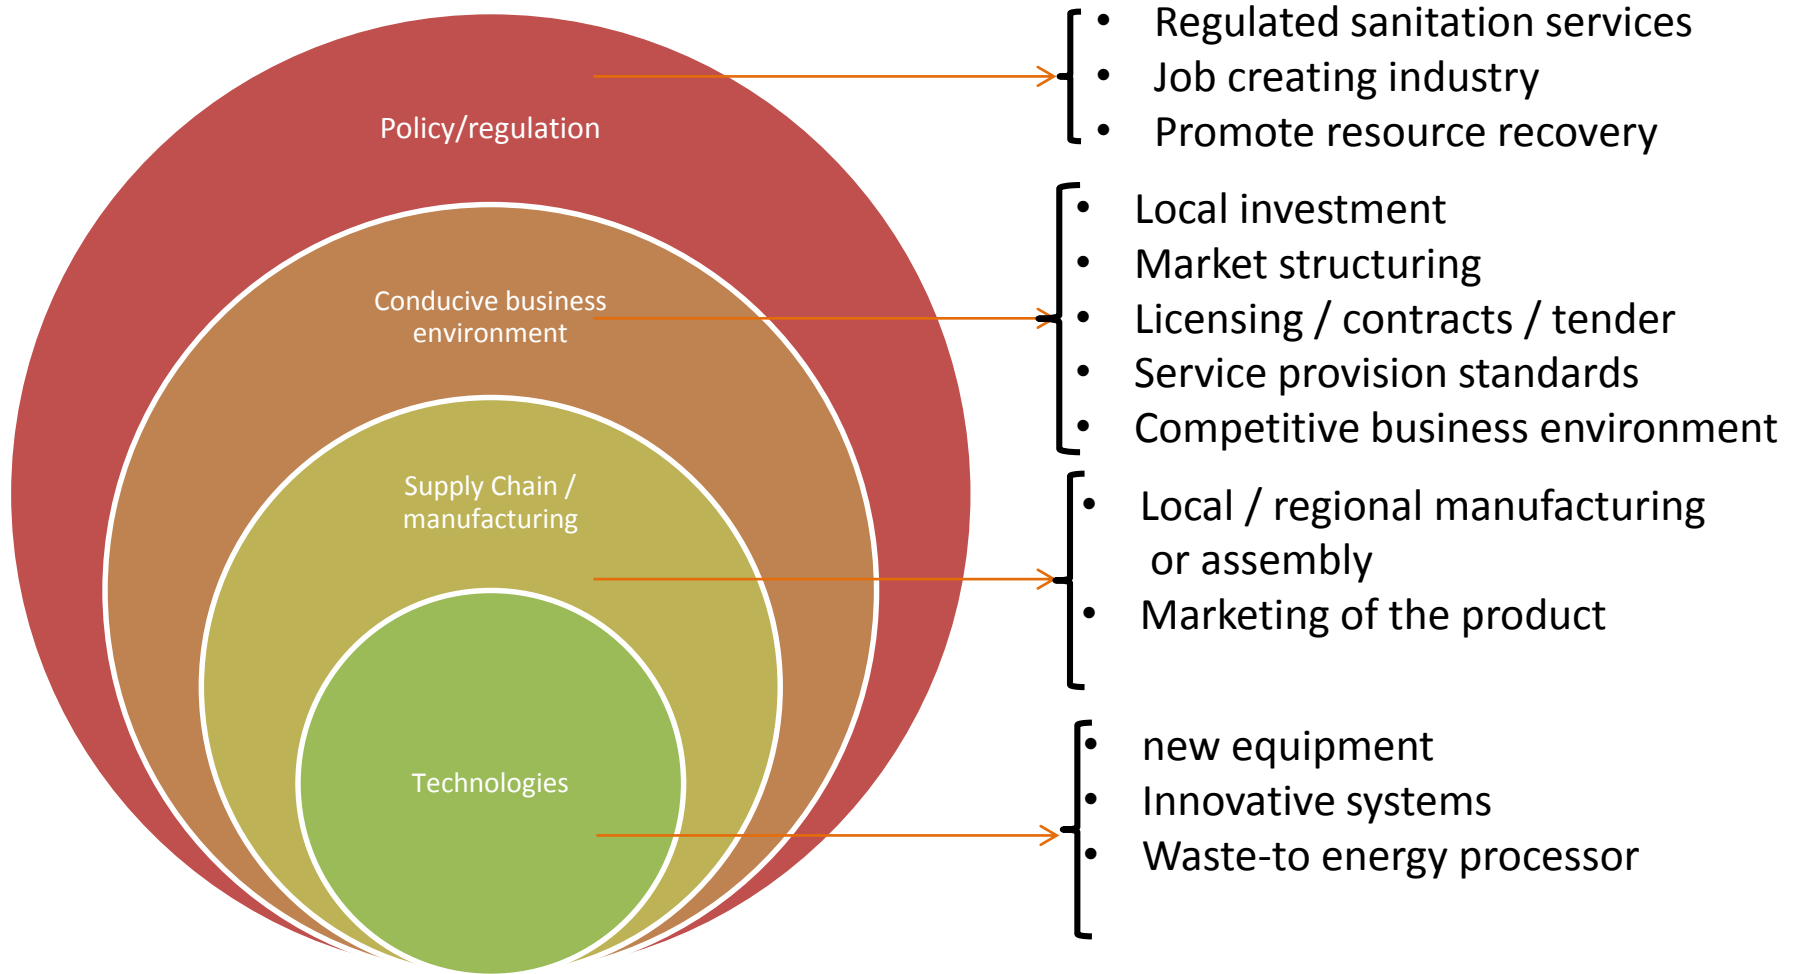 Policy/regulation
• Regulated sanitation services
• Job creating industry
• Promote resource recovery
Conducive business
environment
• Local investment
• Market structuring
• Licensing / contracts / tender
• Service provision standards
• Competitive business environment
Supply Chain /
manufacturing
• Local / regional manufacturing
or assembly
• Marketing of the product
Technologies
• new equipment
• Innovative systems
• Waste-to energy processor